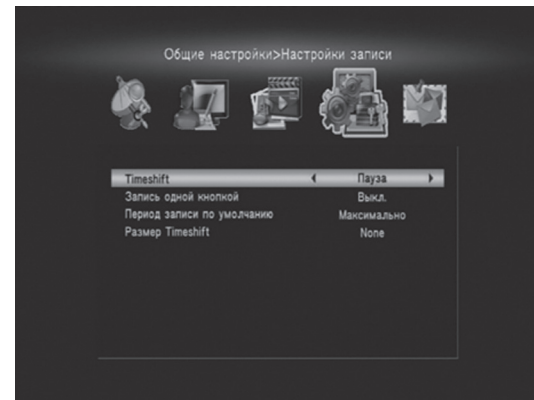 Общие настройки>Настройки записи
Timeshift Пауза
Запись одной кнопкой Выкл.
Период записи по умолчанию Максимально
Размер Timeshift None